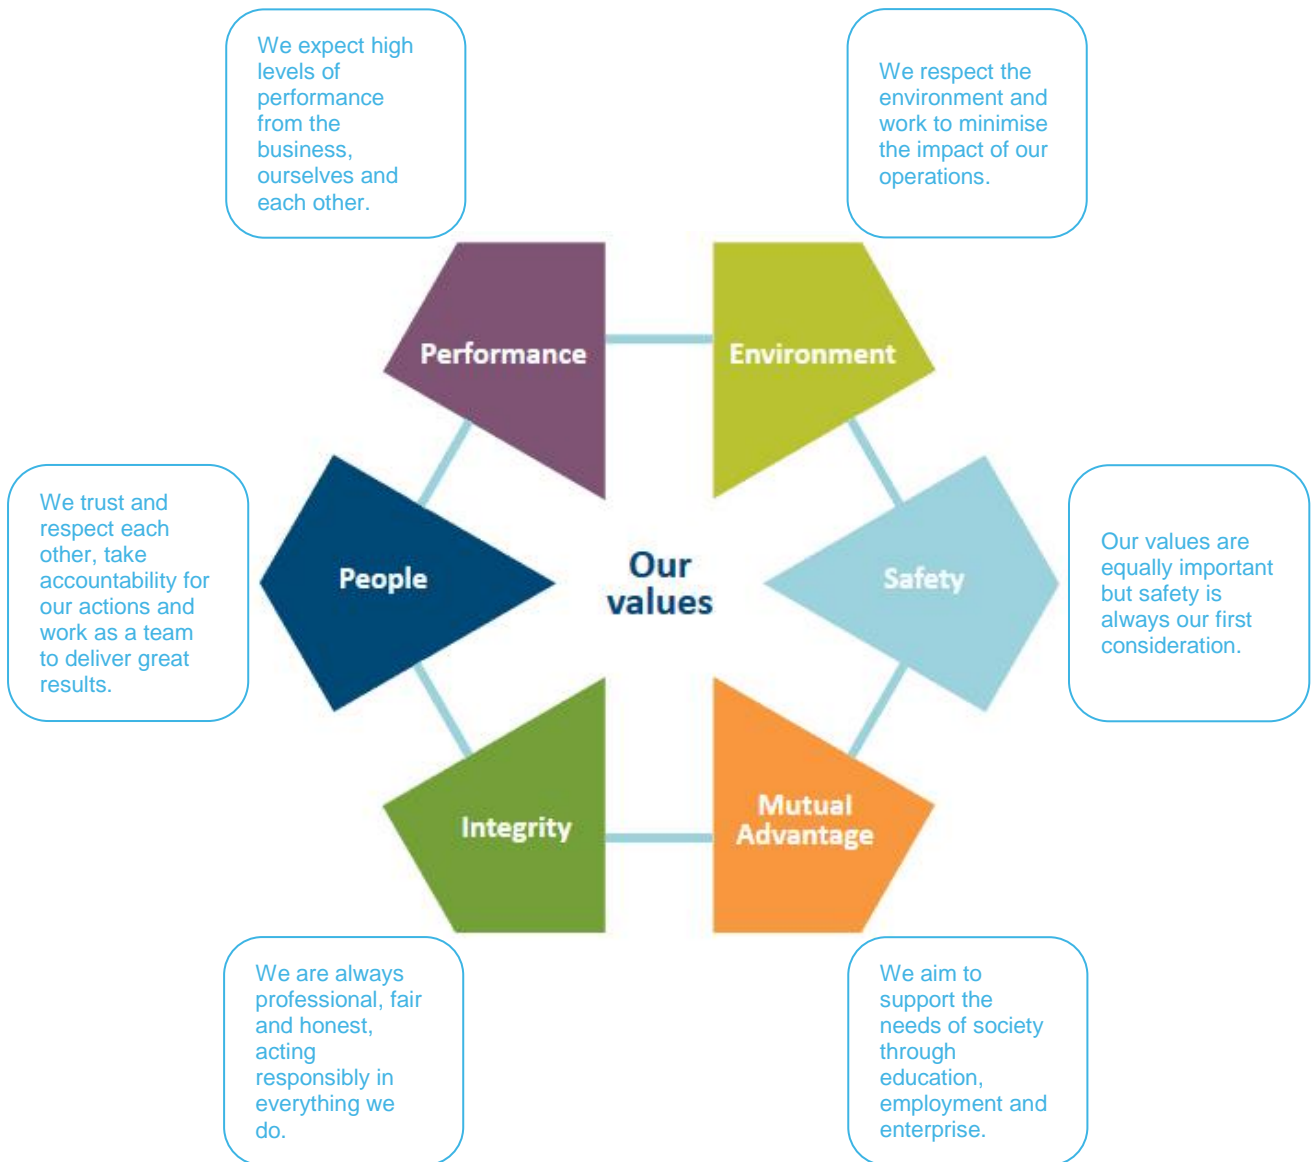 We expect high
levels of
performance
from the
business,
ourselves and
each other.
We respect the
environment and
work to minimise
the impact of our
operations.
Performance
Environment
We trust and
respect each
other, take
accountability for
our actions and
work as a team
to deliver great
results.
People
Our
values
Safety
Our values are
equally important
but safety is
always our first
consideration.
Integrity
Mutual
Advantage
We are always
professional, fair
and honest,
acting
responsibly in
everything we
do.
We aim to
support the
needs of society
through
education,
employment and
enterprise.